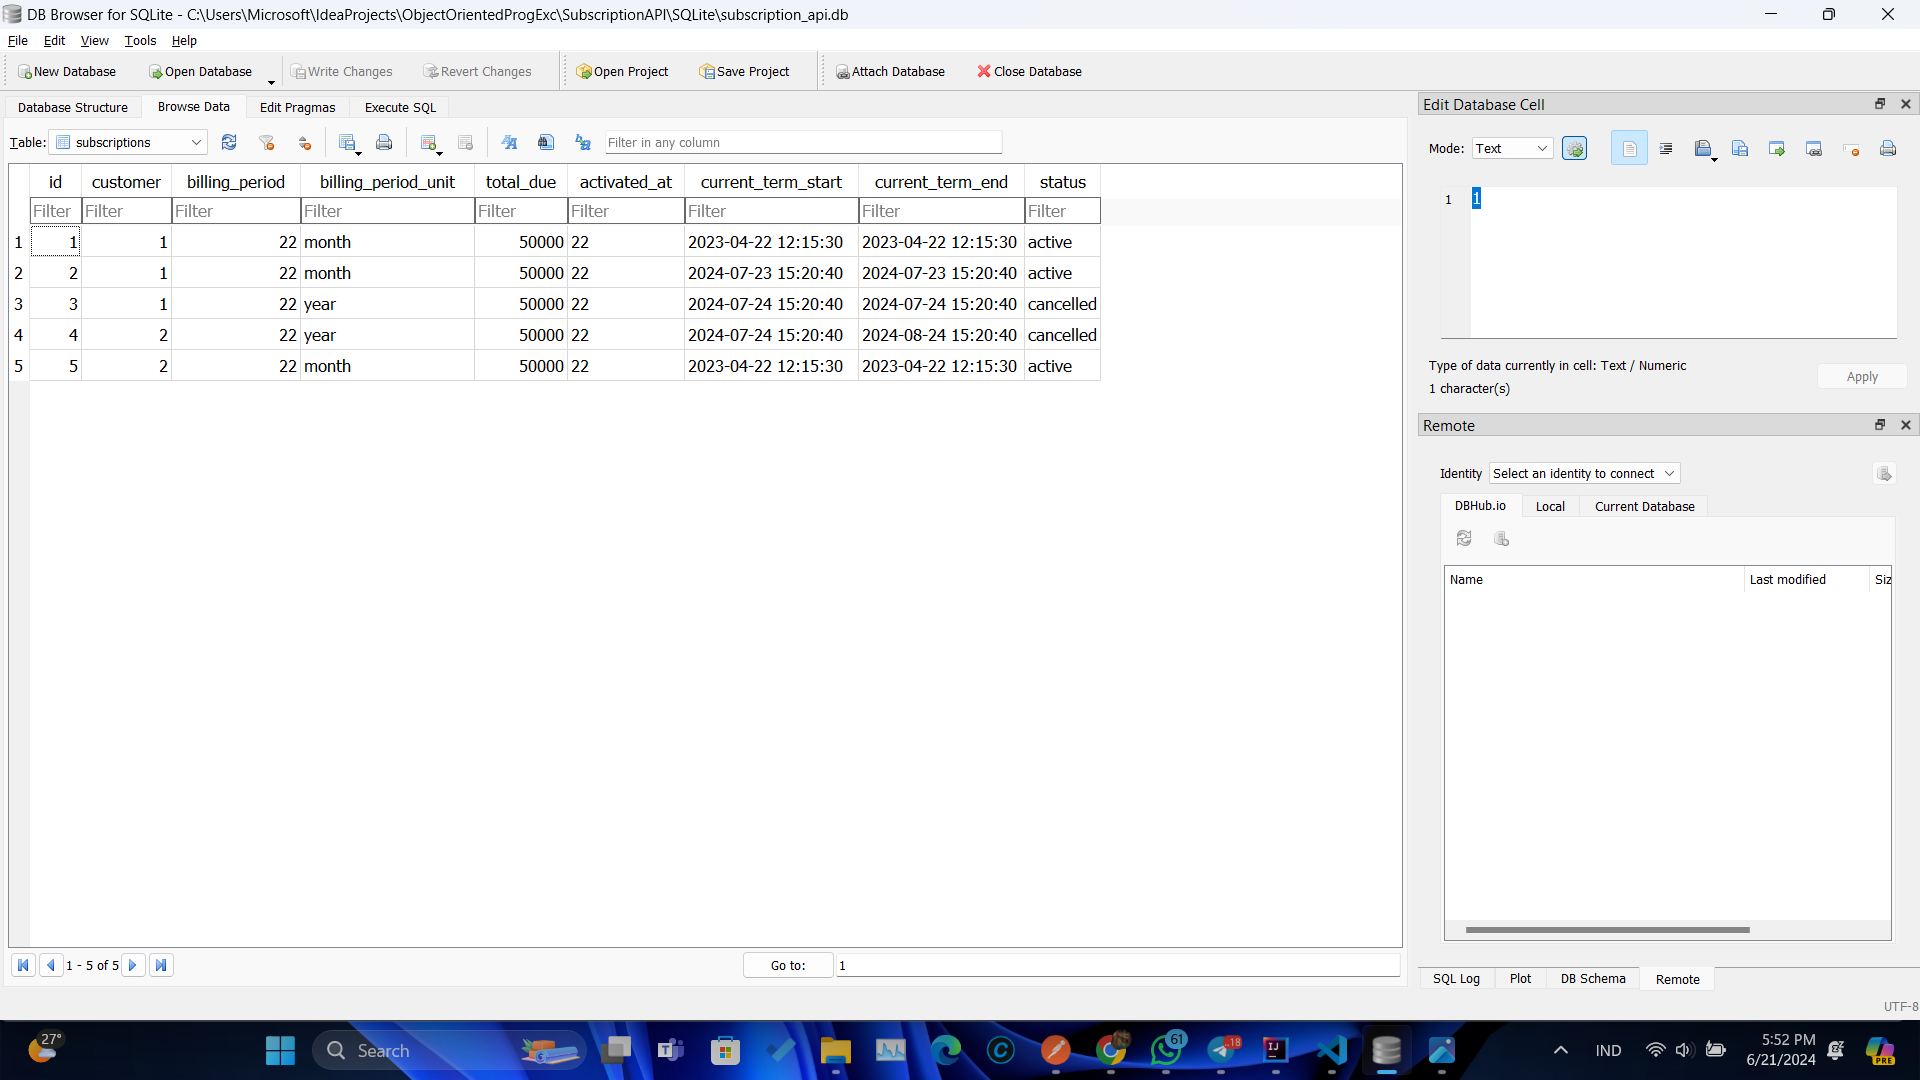 DB Browser for SQLite - C:\Users\Microsoft\IdeaProjects\ObjectOrientedProgExc\SubscriptionAPI\SQLite\subscription_api.db
File Edit View Tools Help
New Database Open Database Write Changes Revert Changes Open Project Save Project Attach Database Close Database
Database Structure Browse Data Edit Pragmas Execute SQL
Table: subscriptions Filter in any column
id customer billing_period billing_period_unit total_due activated_at current_term_start current_term_end status
Filter Filter Filter Filter Filter Filter Filter Filter Filter
1 1 1 22 month 50000 22 2023-04-22 12:15:30 2023-04-22 12:15:30 active
2 2 1 22 month 50000 22 2024-07-23 15:20:40 2024-07-23 15:20:40 active
3 3 1 22 year 50000 22 2024-07-24 15:20:40 2024-07-24 15:20:40 cancelled
4 4 2 22 year 50000 22 2024-07-24 15:20:40 2024-08-24 15:20:40 cancelled
5 5 2 22 month 50000 22 2023-04-22 12:15:30 2023-04-22 12:15:30 active
1 - 5 of 5 Go to: 1
Edit Database Cell
Mode: Text
1 1
Type of data currently in cell: Text / Numeric
1 character(s)
Apply
Remote
Identity Select an identity to connect
DBHub.io Local Current Database
Name Last modified Siz
SQL Log Plot DB Schema Remote
UTF-8
27°
Search
61
18
IJ
IND
5:52 PM
6/21/2024
PRE